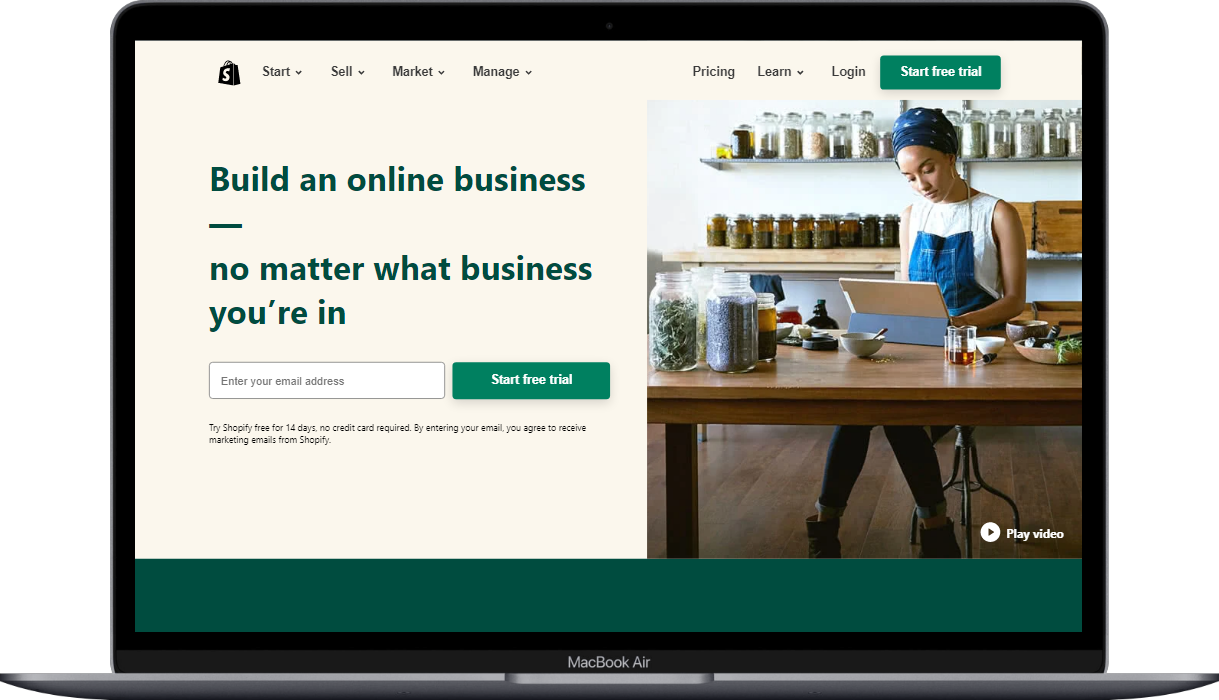 Start Sell Market Manage Pricing Learn Login Start free trial
Build an online business
—
no matter what business
you’re in
Enter your email address Start free trial
Try Shopify free for 14 days, no credit card required. By entering your email, you agree to receive
marketing emails from Shopify.
Play video
MacBook Air